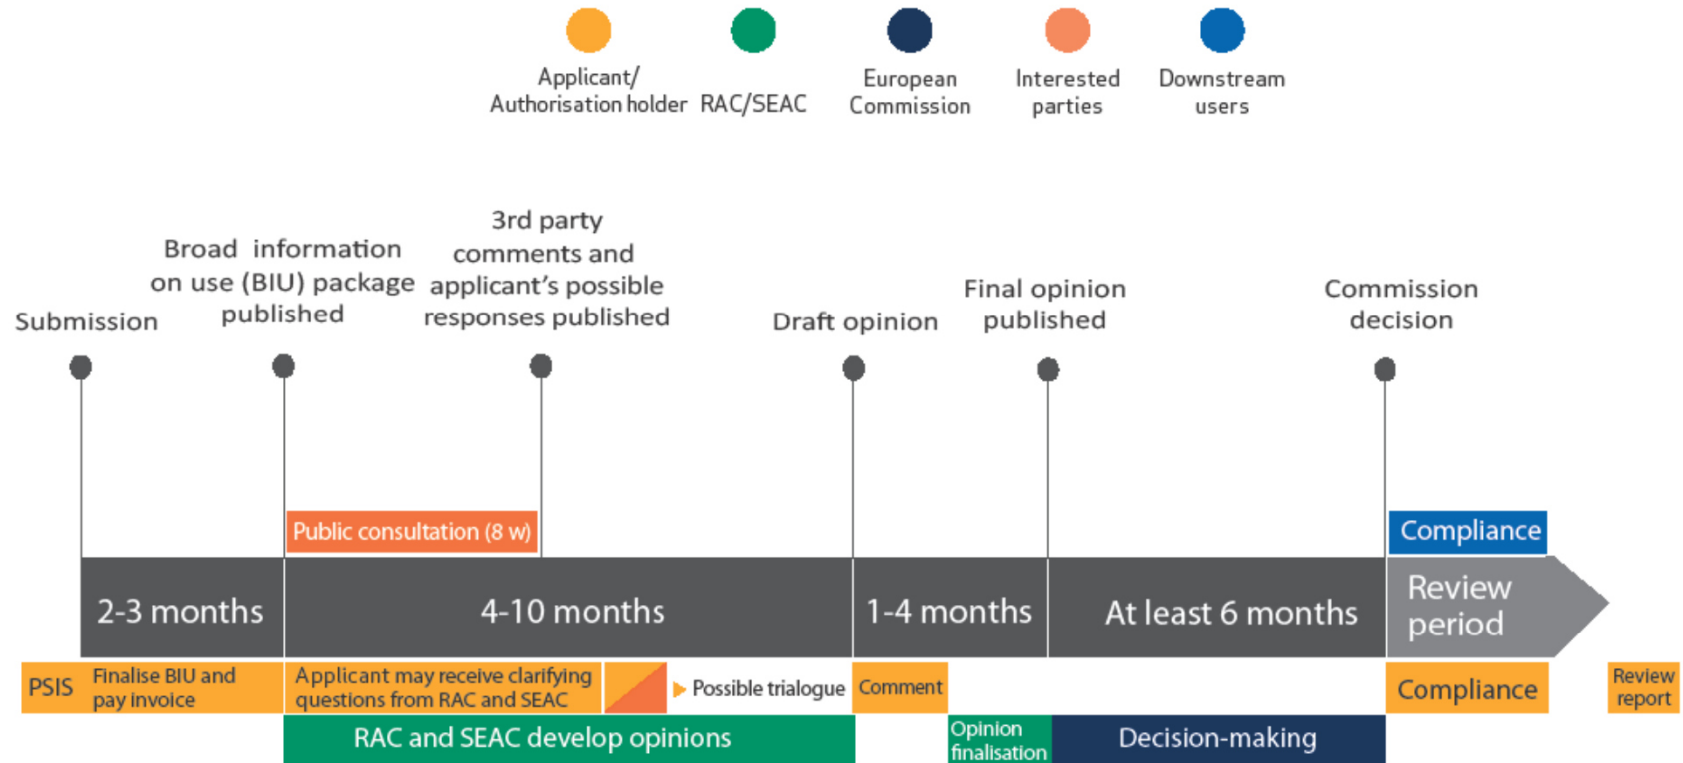 Applicant/
Authorisation holder
RAC/SEAC
European
Commission
Interested
parties
Downstream
users
Submission
Broad information
on use (BIU) package
published
3rd party
comments and
applicant's possible
responses published
Draft opinion
Final opinion
published
Commission
decision
Public consultation (8 w)
Compliance
2-3 months
4-10 months
1-4 months
At least 6 months
Review
period
PSIS
Finalise BIU and
pay invoice
Applicant may receive clarifying
questions from RAC and SEAC
Possible trialogue
Comment
Compliance
Review
report
RAC and SEAC develop opinions
Opinion
finalisation
Decision-making